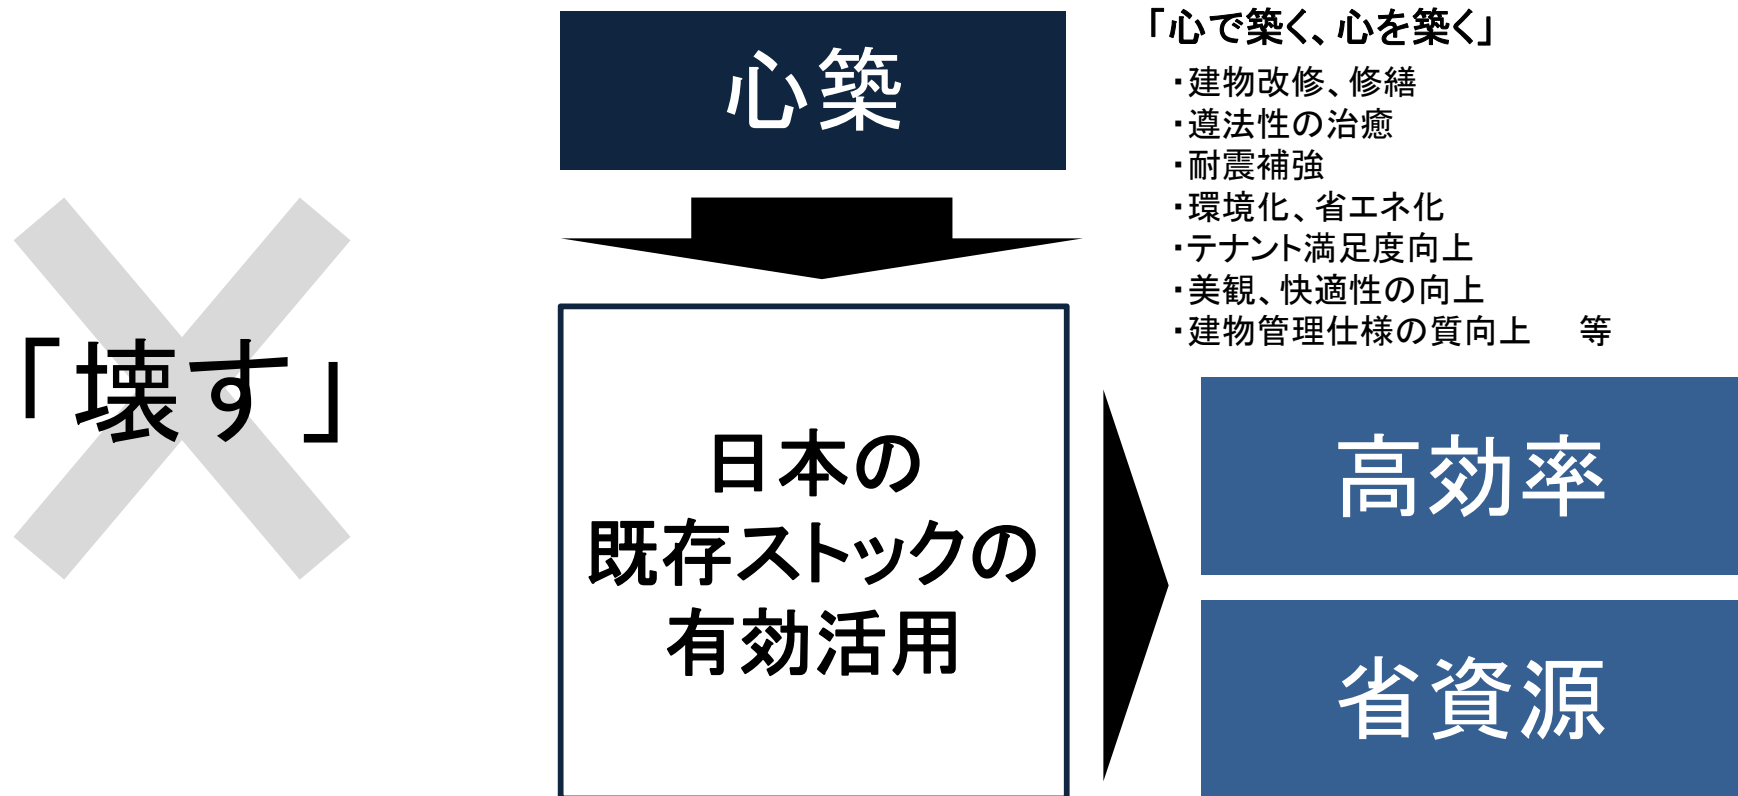 心築
「心で築く、心を築く」
・建物改修、修繕
・遵法性の治癒
・耐震補強
・環境化、省エネ化
・テナント満足度向上
・美観、快適性の向上
・建物管理仕様の質向上　等
「壊す」
日本の
既存ストックの
有効活用
高効率
省資源